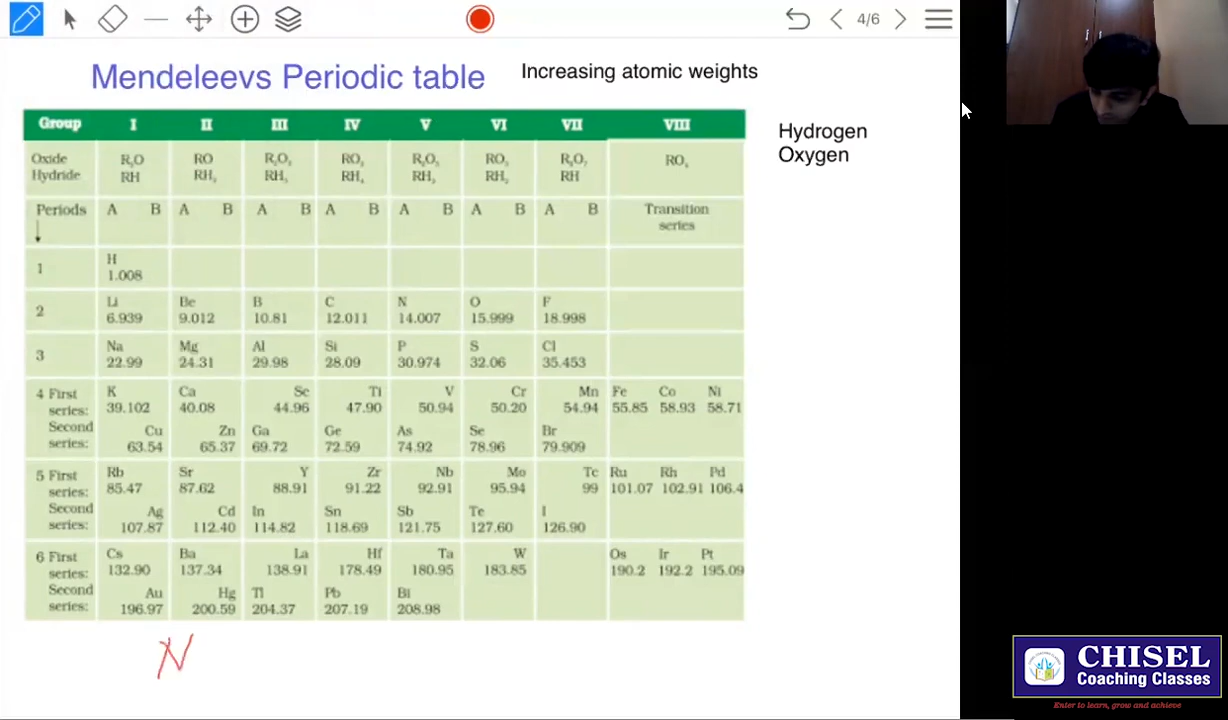 4/6
Mendeleevs Periodic table
Increasing atomic weights
Hydrogen
Oxygen
Group I II III IV V VI VII VIII
Oxide R₂O RO R₂O₃ RO₂ R₂O₅ RO₃ R₂O₇ RO₄
Hydride RH RH₂ RH₃ RH₄ RH₃ RH₂ RH
Periods A B A B A B A B A B A B A B Transition
↓ series
1 H
1.008
2 Li Be B C N O F
6.939 9.012 10.81 12.011 14.007 15.999 18.998
3 Na Mg Al Si P S Cl
22.99 24.31 29.98 28.09 30.974 32.06 35.453
4 First K Ca Sc Ti V Cr Mn Fe Co Ni
series: 39.102 40.08 44.96 47.90 50.94 50.20 54.94 55.85 58.93 58.71
Second Cu Zn Ga Ge As Se Br
series: 63.54 65.37 69.72 72.59 74.92 78.96 79.909
5 First Rb Sr Y Zr Nb Mo Tc Ru Rh Pd
series: 85.47 87.62 88.91 91.22 92.91 95.94 99 101.07 102.91 106.4
Second Ag Cd In Sn Sb Te I
series: 107.87 112.40 114.82 118.69 121.75 127.60 126.90
6 First Cs Ba La Hf Ta W Os Ir Pt
series: 132.90 137.34 138.91 178.49 180.95 183.85 190.2 192.2 195.09
Second Au Hg Tl Pb Bi
series: 196.97 200.59 204.37 207.19 208.98
N
CHISEL
Coaching Classes
Enter to learn, grow and achieve